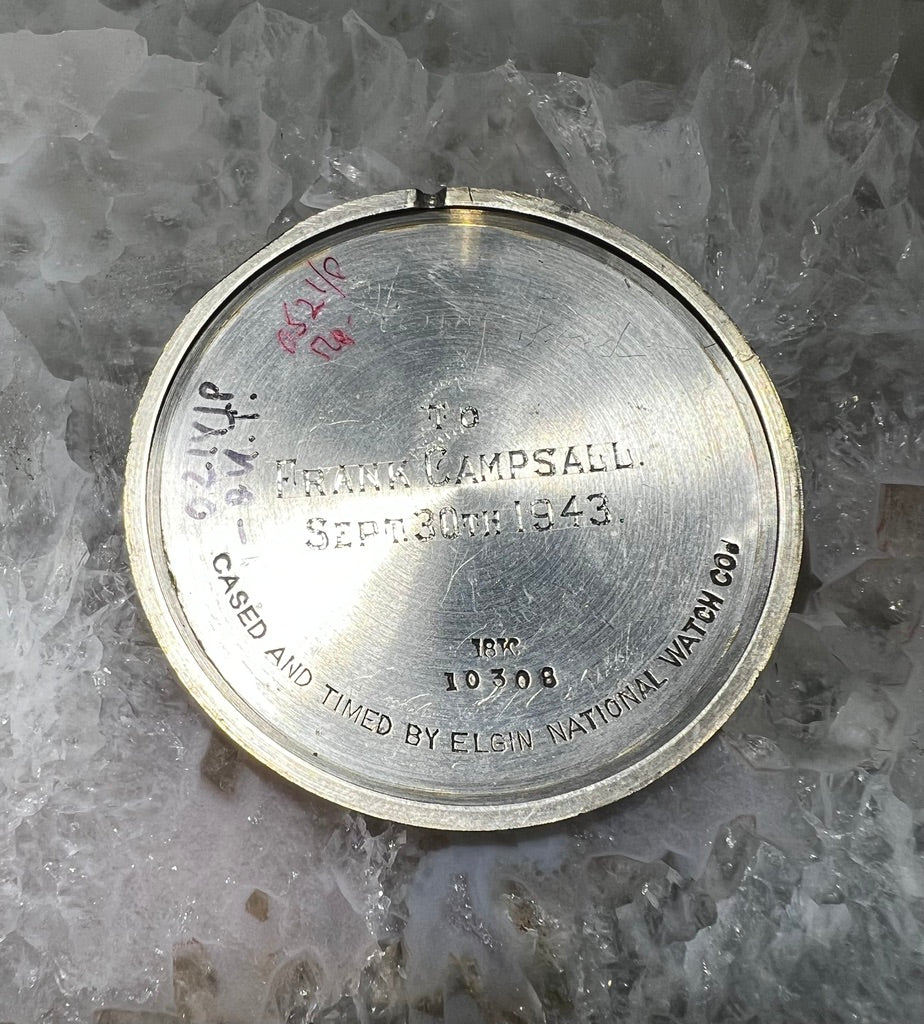 TO
FRANK CAMPSALL.
SEPT. 30TH 1943.
18K
10308
CASED AND TIMED BY ELGIN NATIONAL WATCH CO.